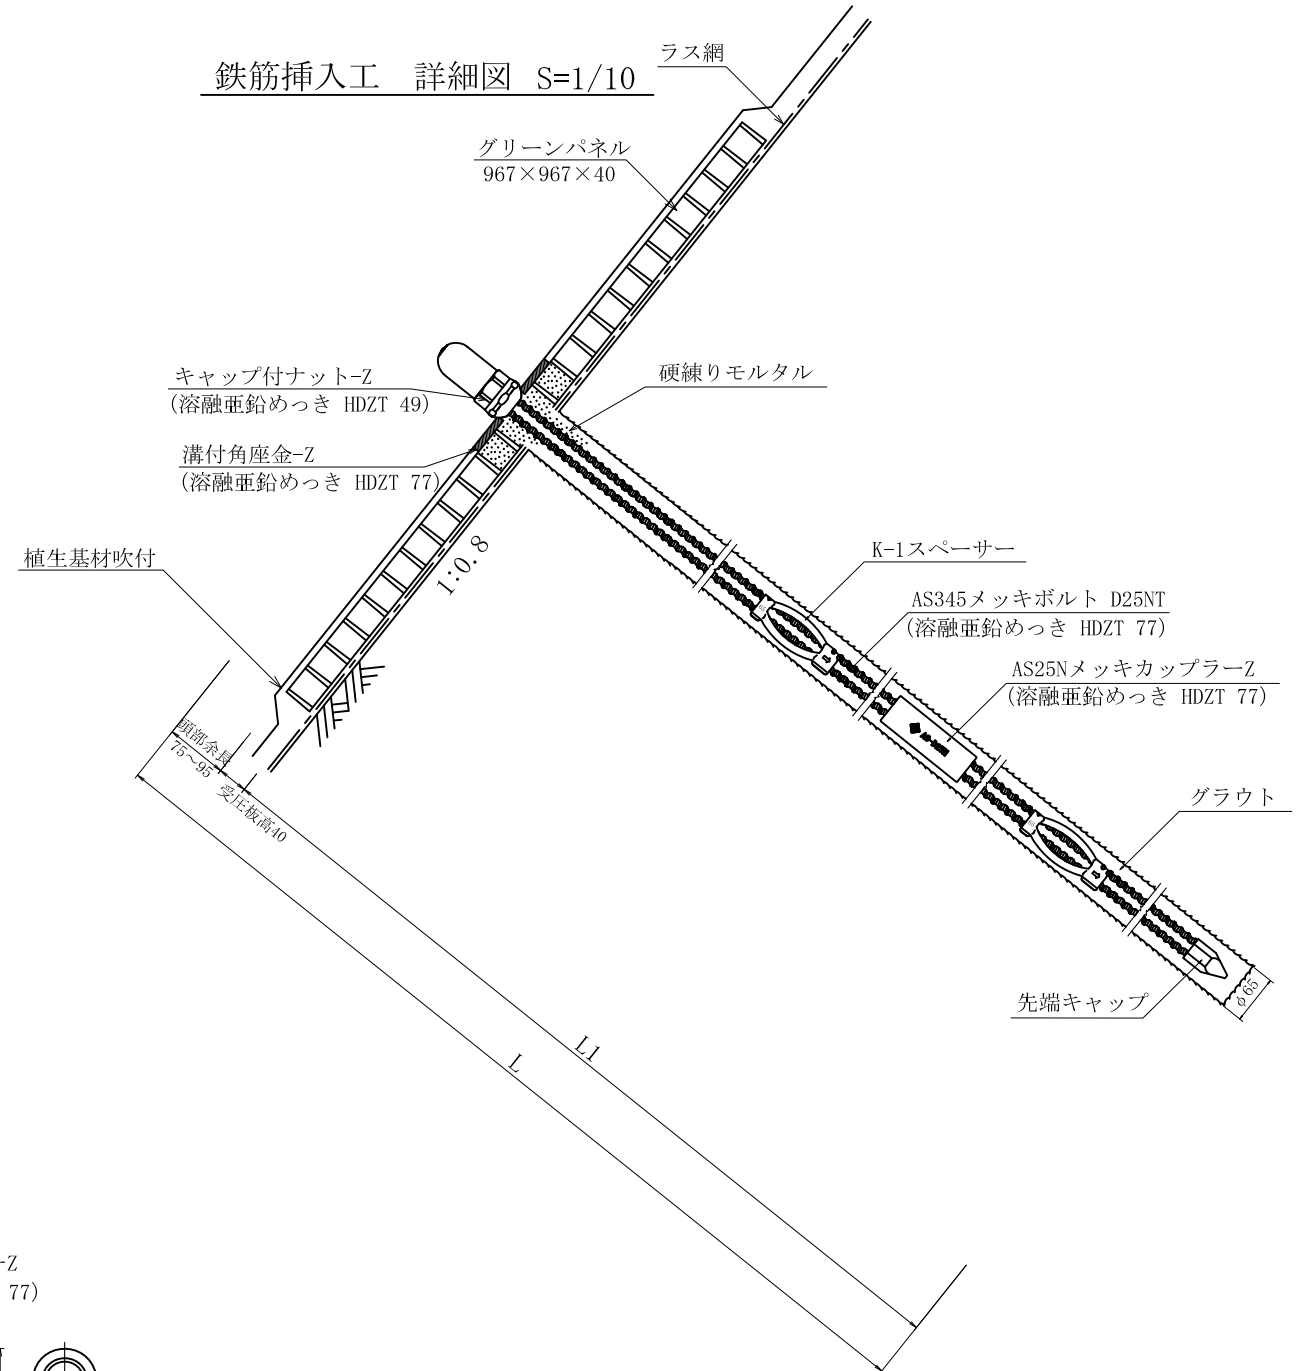 鉄筋挿入工　詳細図 S=1/10
ラス網
グリーンパネル
967×967×40
キャップ付ナット-Z
(溶融亜鉛めっき HDZT 49)
硬練りモルタル
溝付角座金-Z
(溶融亜鉛めっき HDZT 77)
植生基材吹付
1:0.8
K-1スペーサー
AS345メッキボルト D25NT
(溶融亜鉛めっき HDZT 77)
AS25NメッキカップラーZ
(溶融亜鉛めっき HDZT 77)
頭部余長
75～95
受圧板高40
グラウト
先端キャップ
φ65
L1
L
-Z
77)